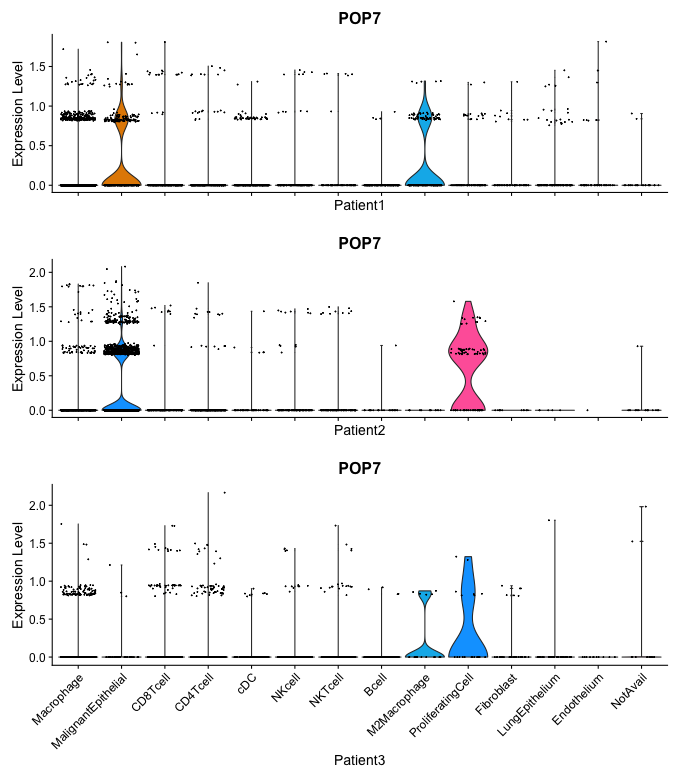 POP7
Expression Level
1.5
1.0
0.5
0.0
Patient1
POP7
Expression Level
2.0
1.5
1.0
0.5
0.0
Patient2
POP7
Expression Level
2.0
1.5
1.0
0.5
0.0
Macrophage
MalignantEpithelial
CD8Tcell
CD4Tcell
cDC
NKcell
NKTcell
Bcell
M2Macrophage
ProliferatingCell
Fibroblast
LungEpithelium
Endothelium
NotAvail
Patient3